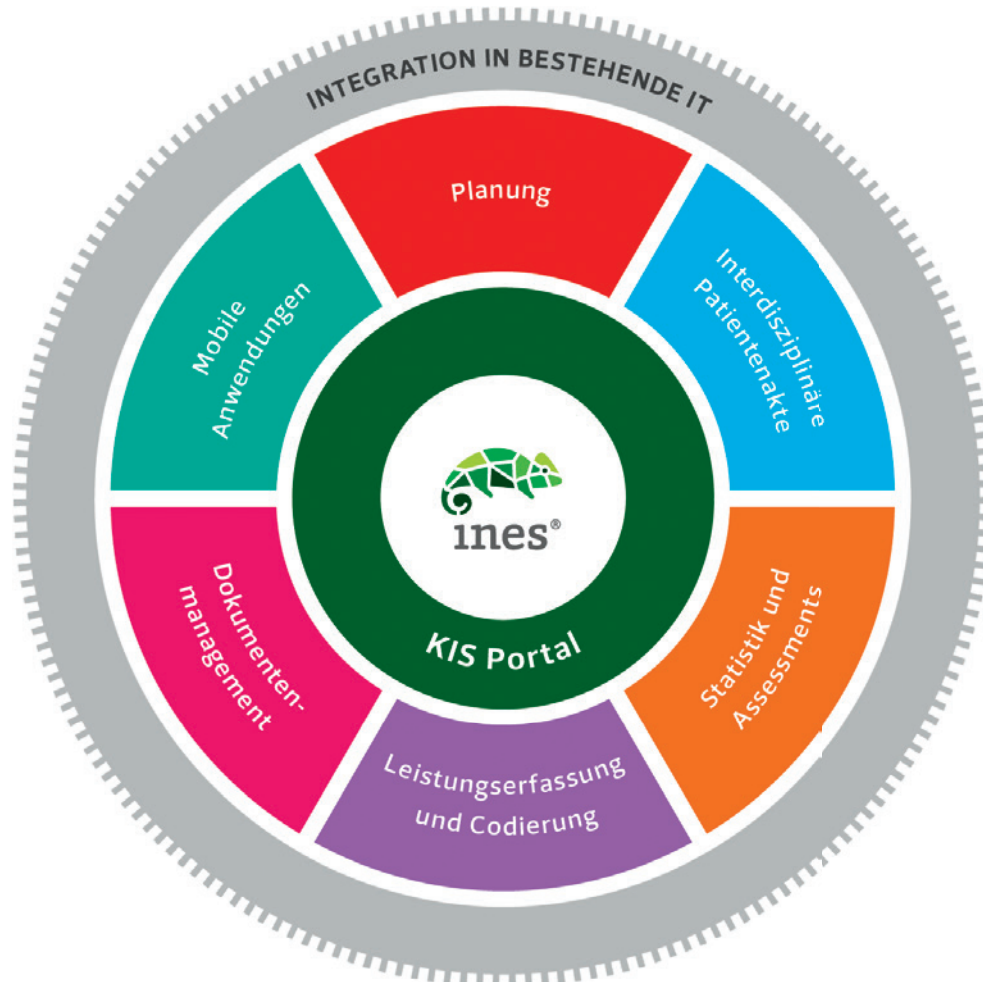 INTEGRATION IN BESTEHENDE IT
Planung
Interdisziplinäre
Patientenakte
Statistik und
Assessments
Leistungserfassung
und Codierung
Dokumenten-
management
Mobile
Anwendungen
ines®
KIS Portal